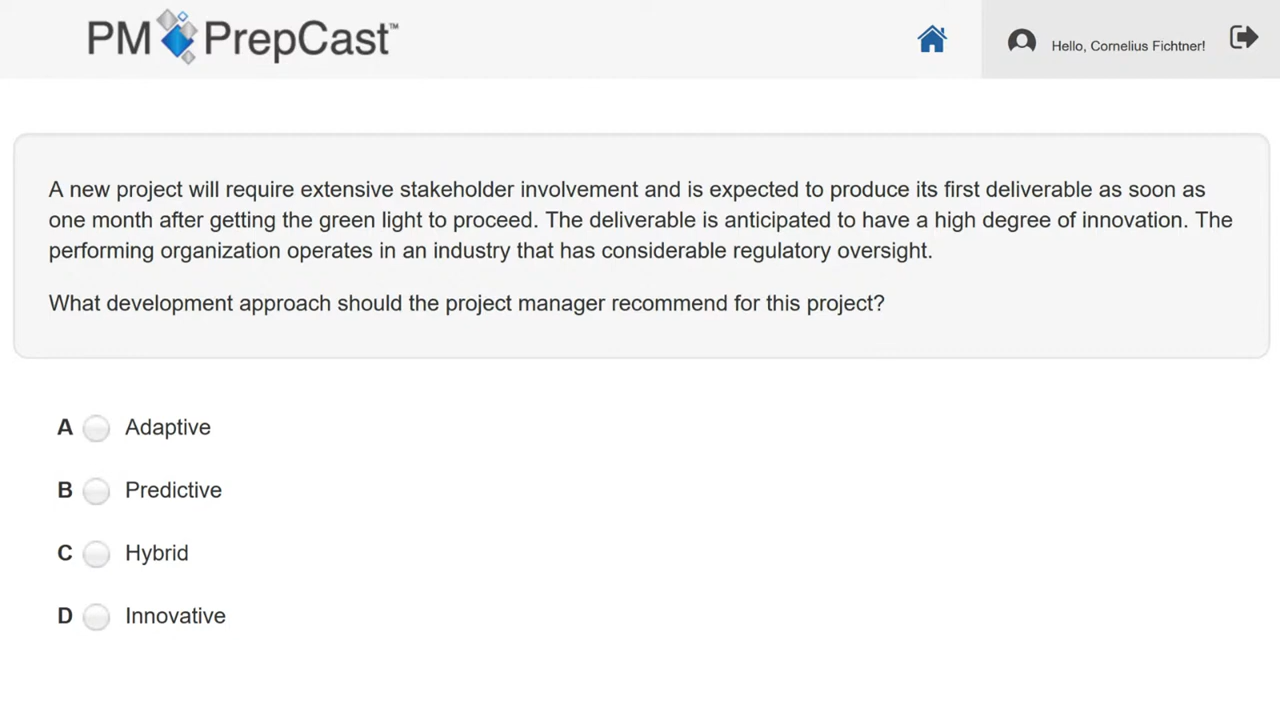 PM PrepCast™
Hello, Cornelius Fichtner!
A new project will require extensive stakeholder involvement and is expected to produce its first deliverable as soon as
one month after getting the green light to proceed. The deliverable is anticipated to have a high degree of innovation. The
performing organization operates in an industry that has considerable regulatory oversight.
What development approach should the project manager recommend for this project?
A Adaptive
B Predictive
C Hybrid
D Innovative